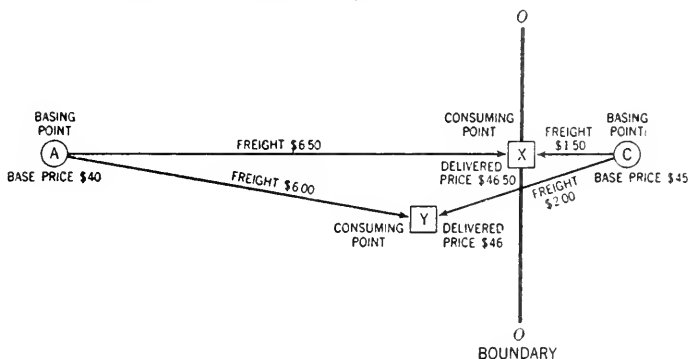 O
BASING
POINT
A
BASE PRICE $40
FREIGHT $6.50
CONSUMING
POINT
X
DELIVERED
PRICE $46.50
FREIGHT
$1.50
BASING
POINT
C
BASE PRICE $45
FREIGHT $6.00
FREIGHT
$2.00
CONSUMING
POINT
Y
DELIVERED
PRICE $46
O
BOUNDARY